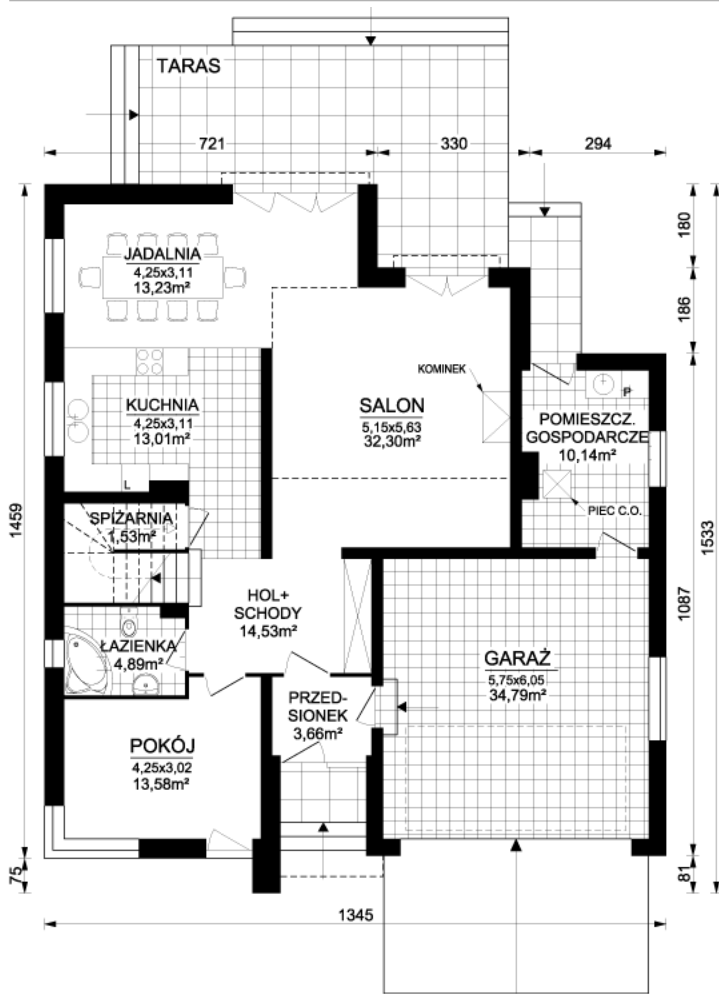 TARAS
721
330
294
180
186
1459
1533
1087
JADALNIA
4,25x3,11
13,23m²
KOMINEK
KUCHNIA
4,25x3,11
13,01m²
SALON
5,15x5,63
32,30m²
P
POMIESZCZ.
GOSPODARCZE
10,14m²
L
PIEC C.O.
SPIŻARNIA
1,53m²
HOL+
SCHODY
14,53m²
ŁAZIENKA
4,89m²
GARAŻ
5,75x6,05
34,79m²
PRZED-
SIONEK
3,66m²
POKÓJ
4,25x3,02
13,58m²
75
81
1345